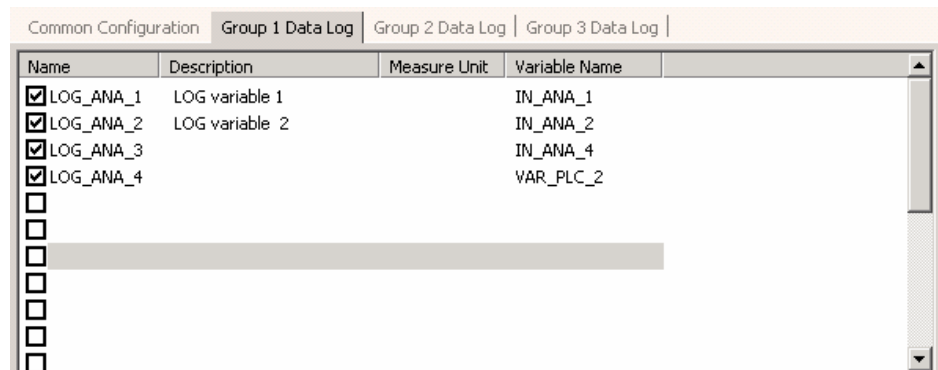 Common Configuration Group 1 Data Log Group 2 Data Log Group 3 Data Log
Name Description Measure Unit Variable Name
LOG_ANA_1 LOG variable 1 IN_ANA_1
LOG_ANA_2 LOG variable 2 IN_ANA_2
LOG_ANA_3 IN_ANA_4
LOG_ANA_4 VAR_PLC_2